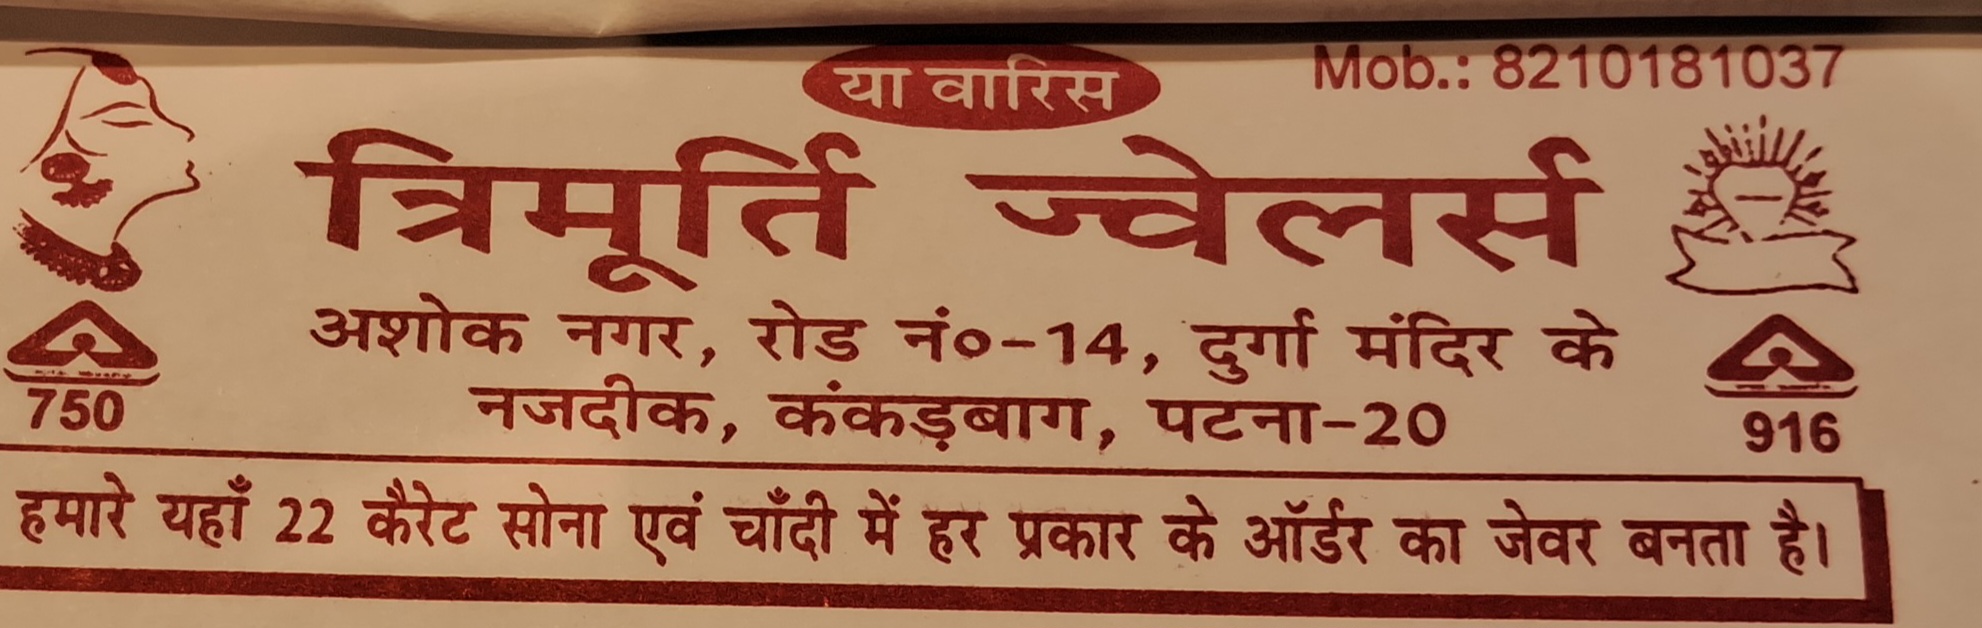 या वारिस
Mob.: 8210181037
त्रिमूर्ति ज्वेलर्स
अशोक नगर, रोड नं०-14, दुर्गा मंदिर के
नजदीक, कंकड़बाग, पटना-20
750
916
हमारे यहाँ 22 कैरेट सोना एवं चाँदी में हर प्रकार के ऑर्डर का जेवर बनता है।